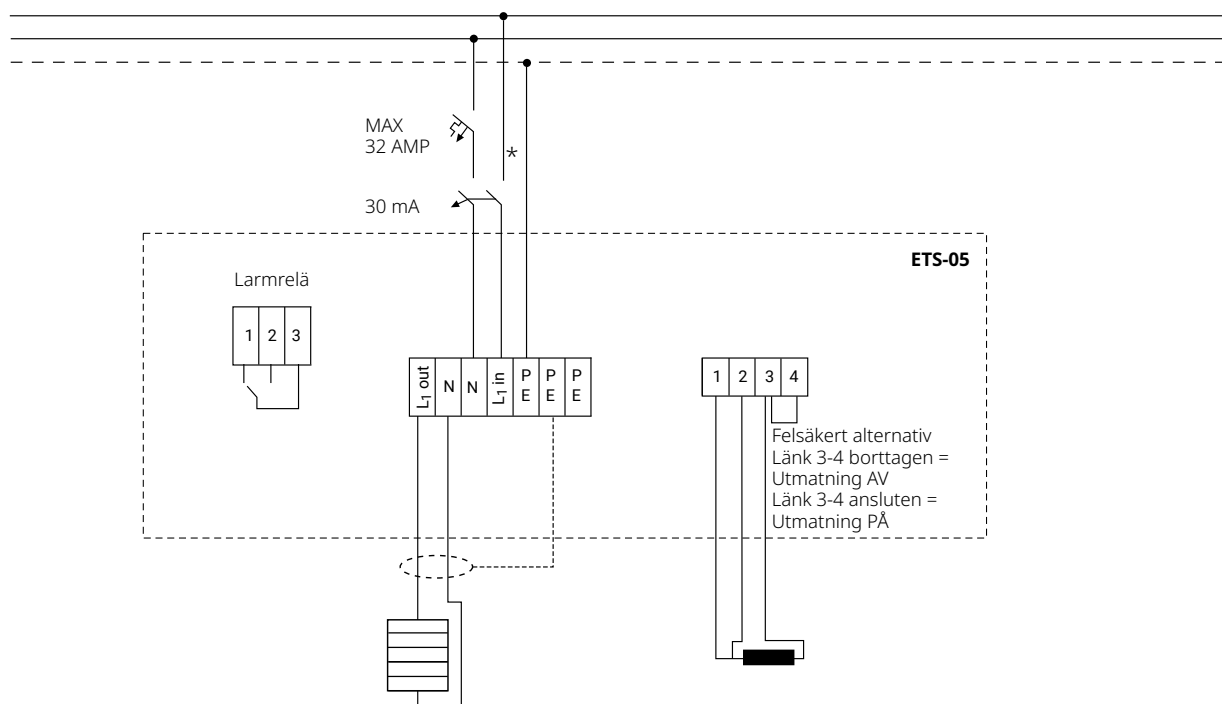 MAX
32 AMP
*
30 mA
ETS-05
Larmrelä
1 2 3
L1 out N N L1 in PE PE PE
1 2 3 4
Felsäkert alternativ
Länk 3-4 borttagen =
Utmatning AV
Länk 3-4 ansluten =
Utmatning PÅ